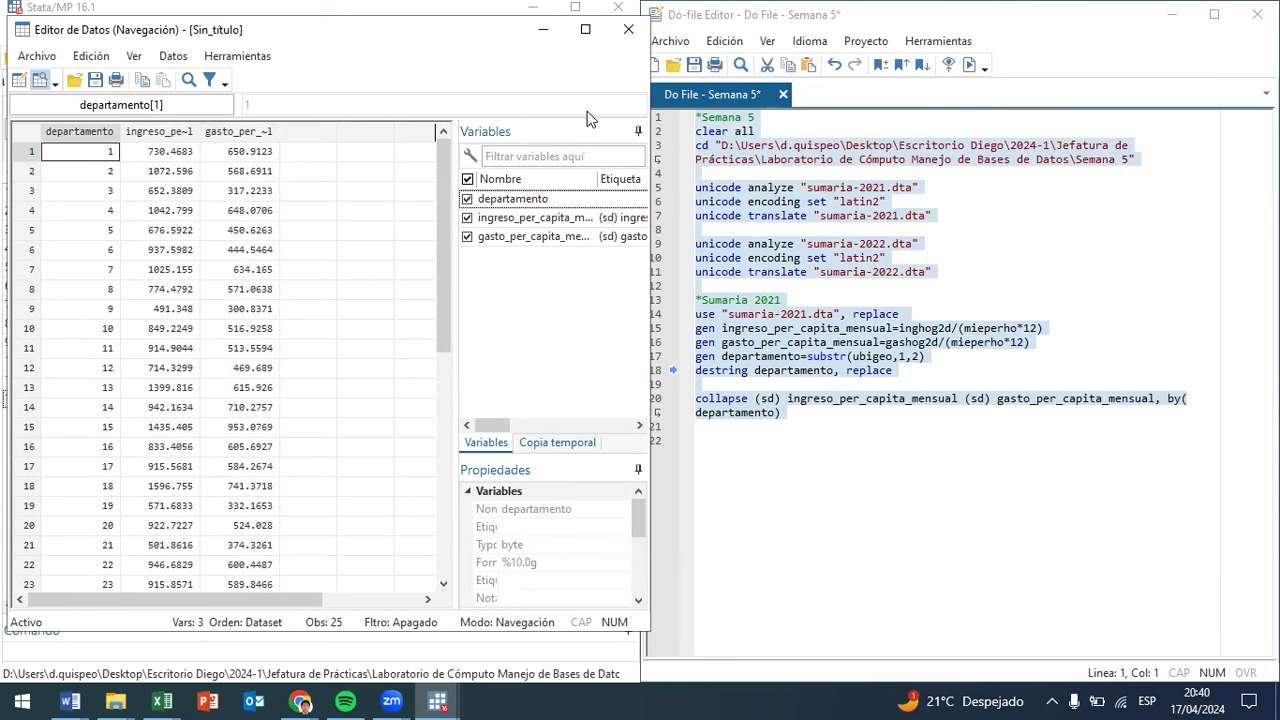 Stata/MP 16.1
Editor de Datos (Navegación) - [Sin_título]
Archivo Edición Ver Datos Herramientas
departamento[1] 1
departamento ingreso_pe~l gasto_per_~l
1 1 730.4683 650.9123
2 2 1072.596 568.6911
3 3 652.3809 317.2233
4 4 1042.799 648.0706
5 5 676.5922 450.6263
6 6 937.5982 444.5464
7 7 1025.155 634.165
8 8 774.4792 571.0638
9 9 491.348 300.8371
10 10 849.2249 516.9258
11 11 914.9044 513.5594
12 12 714.3299 469.689
13 13 1399.816 615.926
14 14 942.1634 710.2757
15 15 1435.405 953.0769
16 16 833.4056 605.6927
17 17 915.5681 584.2674
18 18 1596.755 741.3718
19 19 571.6833 332.1653
20 20 922.7227 524.028
21 21 501.8616 374.3261
22 22 946.6829 600.4487
23 23 915.8571 589.8466
Variables
Filtrar variables aquí
Nombre Etiqueta
departamento
ingreso_per_capita_m... (sd) ingres
gasto_per_capita_me... (sd) gasto
Variables Copia temporal
Propiedades
Variables
Non departamento
Etiqu
Tipo byte
Forr %10.0g
Etiqu
Nota
Activo Vars: 3 Orden: Dataset Obs: 25 Fltro: Apagado Modo: Navegación CAP NUM
Comando
D:\Users\d.quispeo\Desktop\Escritorio Diego\2024-1\Jefatura de Prácticas\Laboratorio de Cómputo Manejo de Bases de Datc
Do-file Editor - Do File - Semana 5*
Archivo Edición Ver Idioma Proyecto Herramientas
Do File - Semana 5*
1 *Semana 5
2 clear all
3 cd "D:\Users\d.quispeo\Desktop\Escritorio Diego\2024-1\Jefatura de
Prácticas\Laboratorio de Cómputo Manejo de Bases de Datos\Semana 5"
4
5 unicode analyze "sumaria-2021.dta"
6 unicode encoding set "latin2"
7 unicode translate "sumaria-2021.dta"
8
9 unicode analyze "sumaria-2022.dta"
10 unicode encoding set "latin2"
11 unicode translate "sumaria-2022.dta"
12
13 *Sumaria 2021
14 use "sumaria-2021.dta", replace
15 gen ingreso_per_capita_mensual=inghog2d/(mieperho*12)
16 gen gasto_per_capita_mensual=gashog2d/(mieperho*12)
17 gen departamento=substr(ubigeo,1,2)
18 destring departamento, replace
19
20 collapse (sd) ingreso_per_capita_mensual (sd) gasto_per_capita_mensual, by(
departamento)
21
22
Línea: 1, Col: 1 CAP NUM OVR
21°C Despejado ESP 20:40
17/04/2024